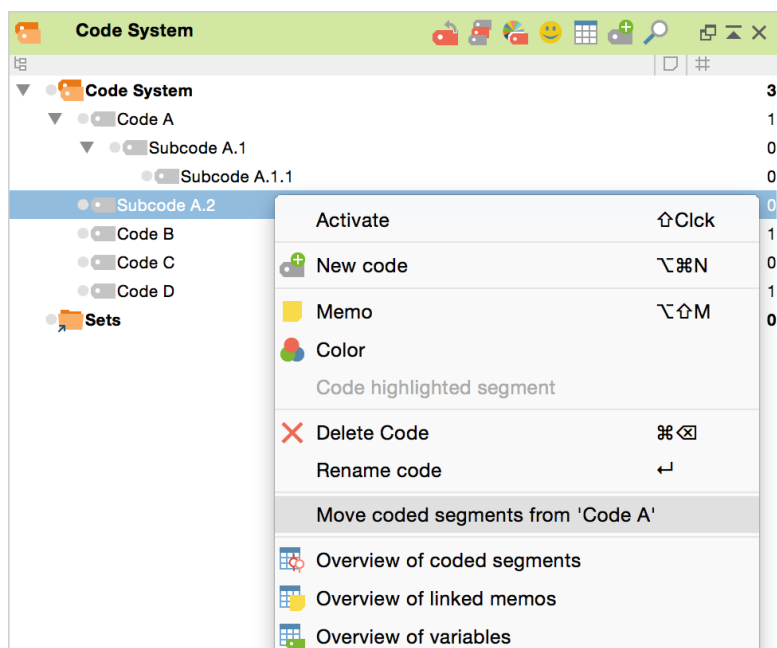 Code System
#
Code System 3
Code A 1
Subcode A.1 0
Subcode A.1.1 0
Subcode A.2 0
Code B 1
Code C 0
Code D 1
Sets 0
Activate ⇧Clck
New code ⌥⌘N
Memo ⌥⇧M
Color
Code highlighted segment
Delete Code ⌘⌫
Rename code ↵
Move coded segments from 'Code A'
Overview of coded segments
Overview of linked memos
Overview of variables